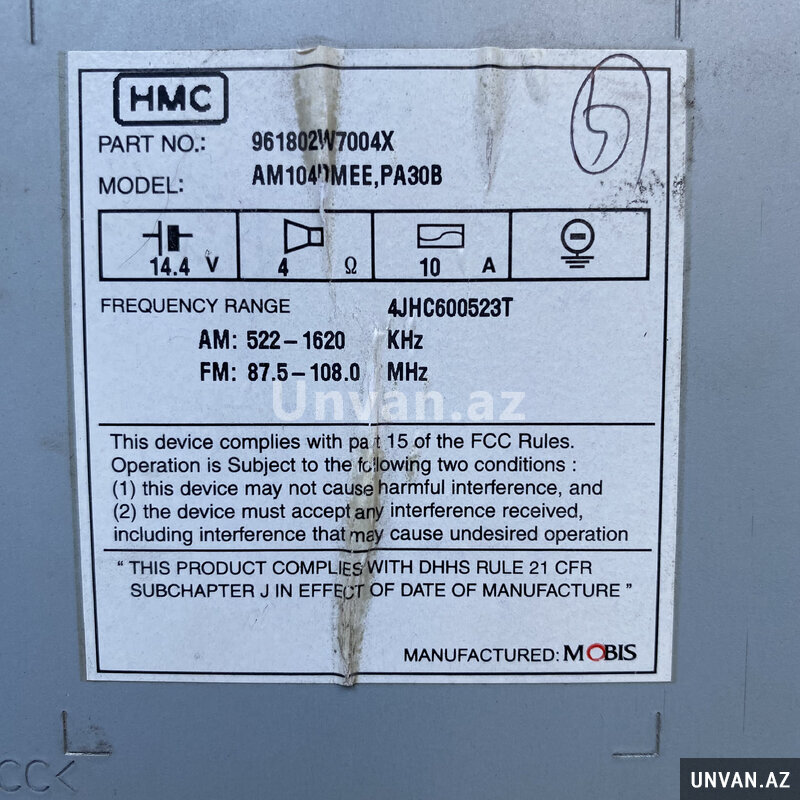 HMC
PART NO.: 961802W7004X
MODEL: AM104DMEE,PA30B
14.4 V 4 Ω 10 A
FREQUENCY RANGE 4JHC600523T
AM: 522-1620 KHz
FM: 87.5-108.0 MHz
Unvan.az
This device complies with part 15 of the FCC Rules.
Operation is Subject to the following two conditions :
(1) this device may not cause harmful interference, and
(2) the device must accept any interference received,
including interference that may cause undesired operation
“ THIS PRODUCT COMPLIES WITH DHHS RULE 21 CFR
SUBCHAPTER J IN EFFECT OF DATE OF MANUFACTURE ”
MANUFACTURED: MOBIS
UNVAN.AZ